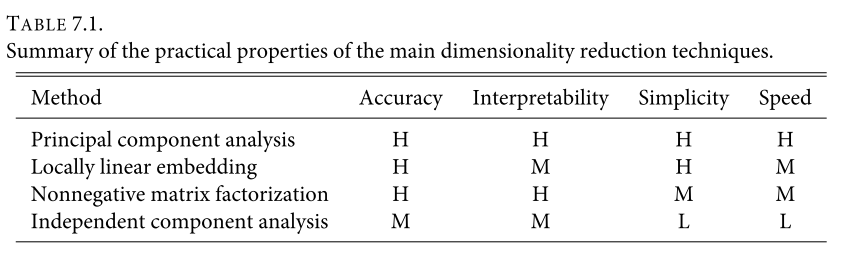 TABLE 7.1.
Summary of the practical properties of the main dimensionality reduction techniques.
Method Accuracy Interpretability Simplicity Speed
Principal component analysis H H H H
Locally linear embedding H M H M
Nonnegative matrix factorization H H M M
Independent component analysis M M L L